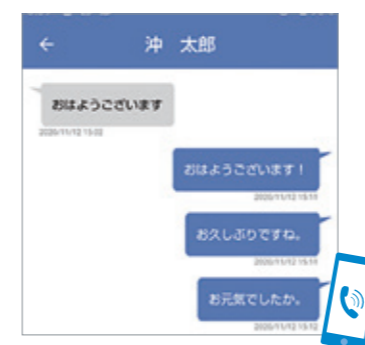 沖 太郎
おはようございます
2020/11/12 15:02
おはようございます！
2020/11/12 15:11
お久しぶりですね。
2020/11/12 15:11
お元気でしたか。
2020/11/12 15:12